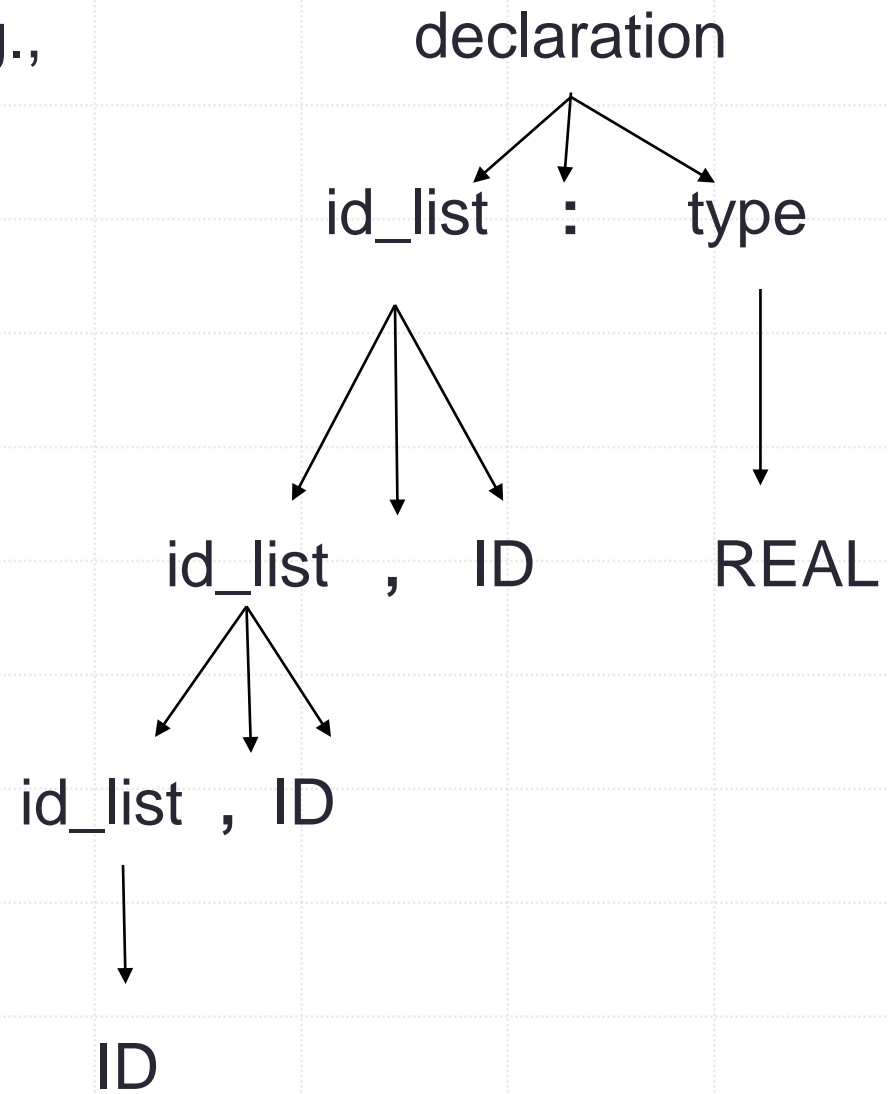 g., declaration
id_list : type
id_list , ID REAL
id_list , ID
ID